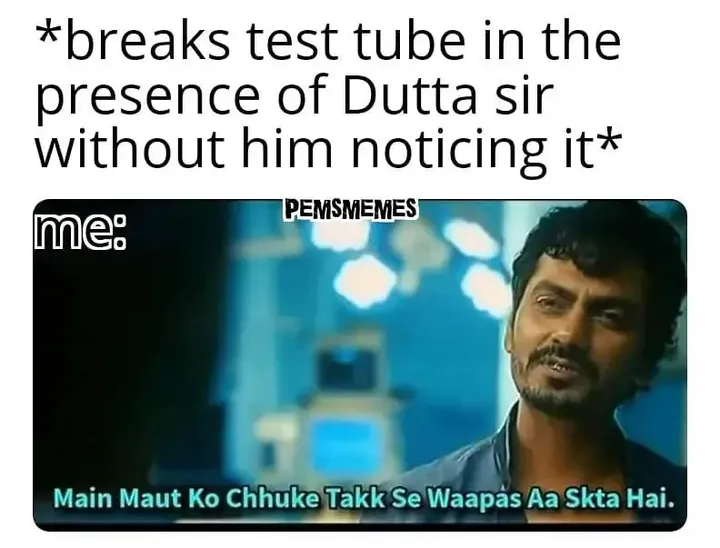 *breaks test tube in the
presence of Dutta sir
without him noticing it*
PEMSMEMES
me:
Main Maut Ko Chhuke Takk Se Waapas Aa Skta Hai.